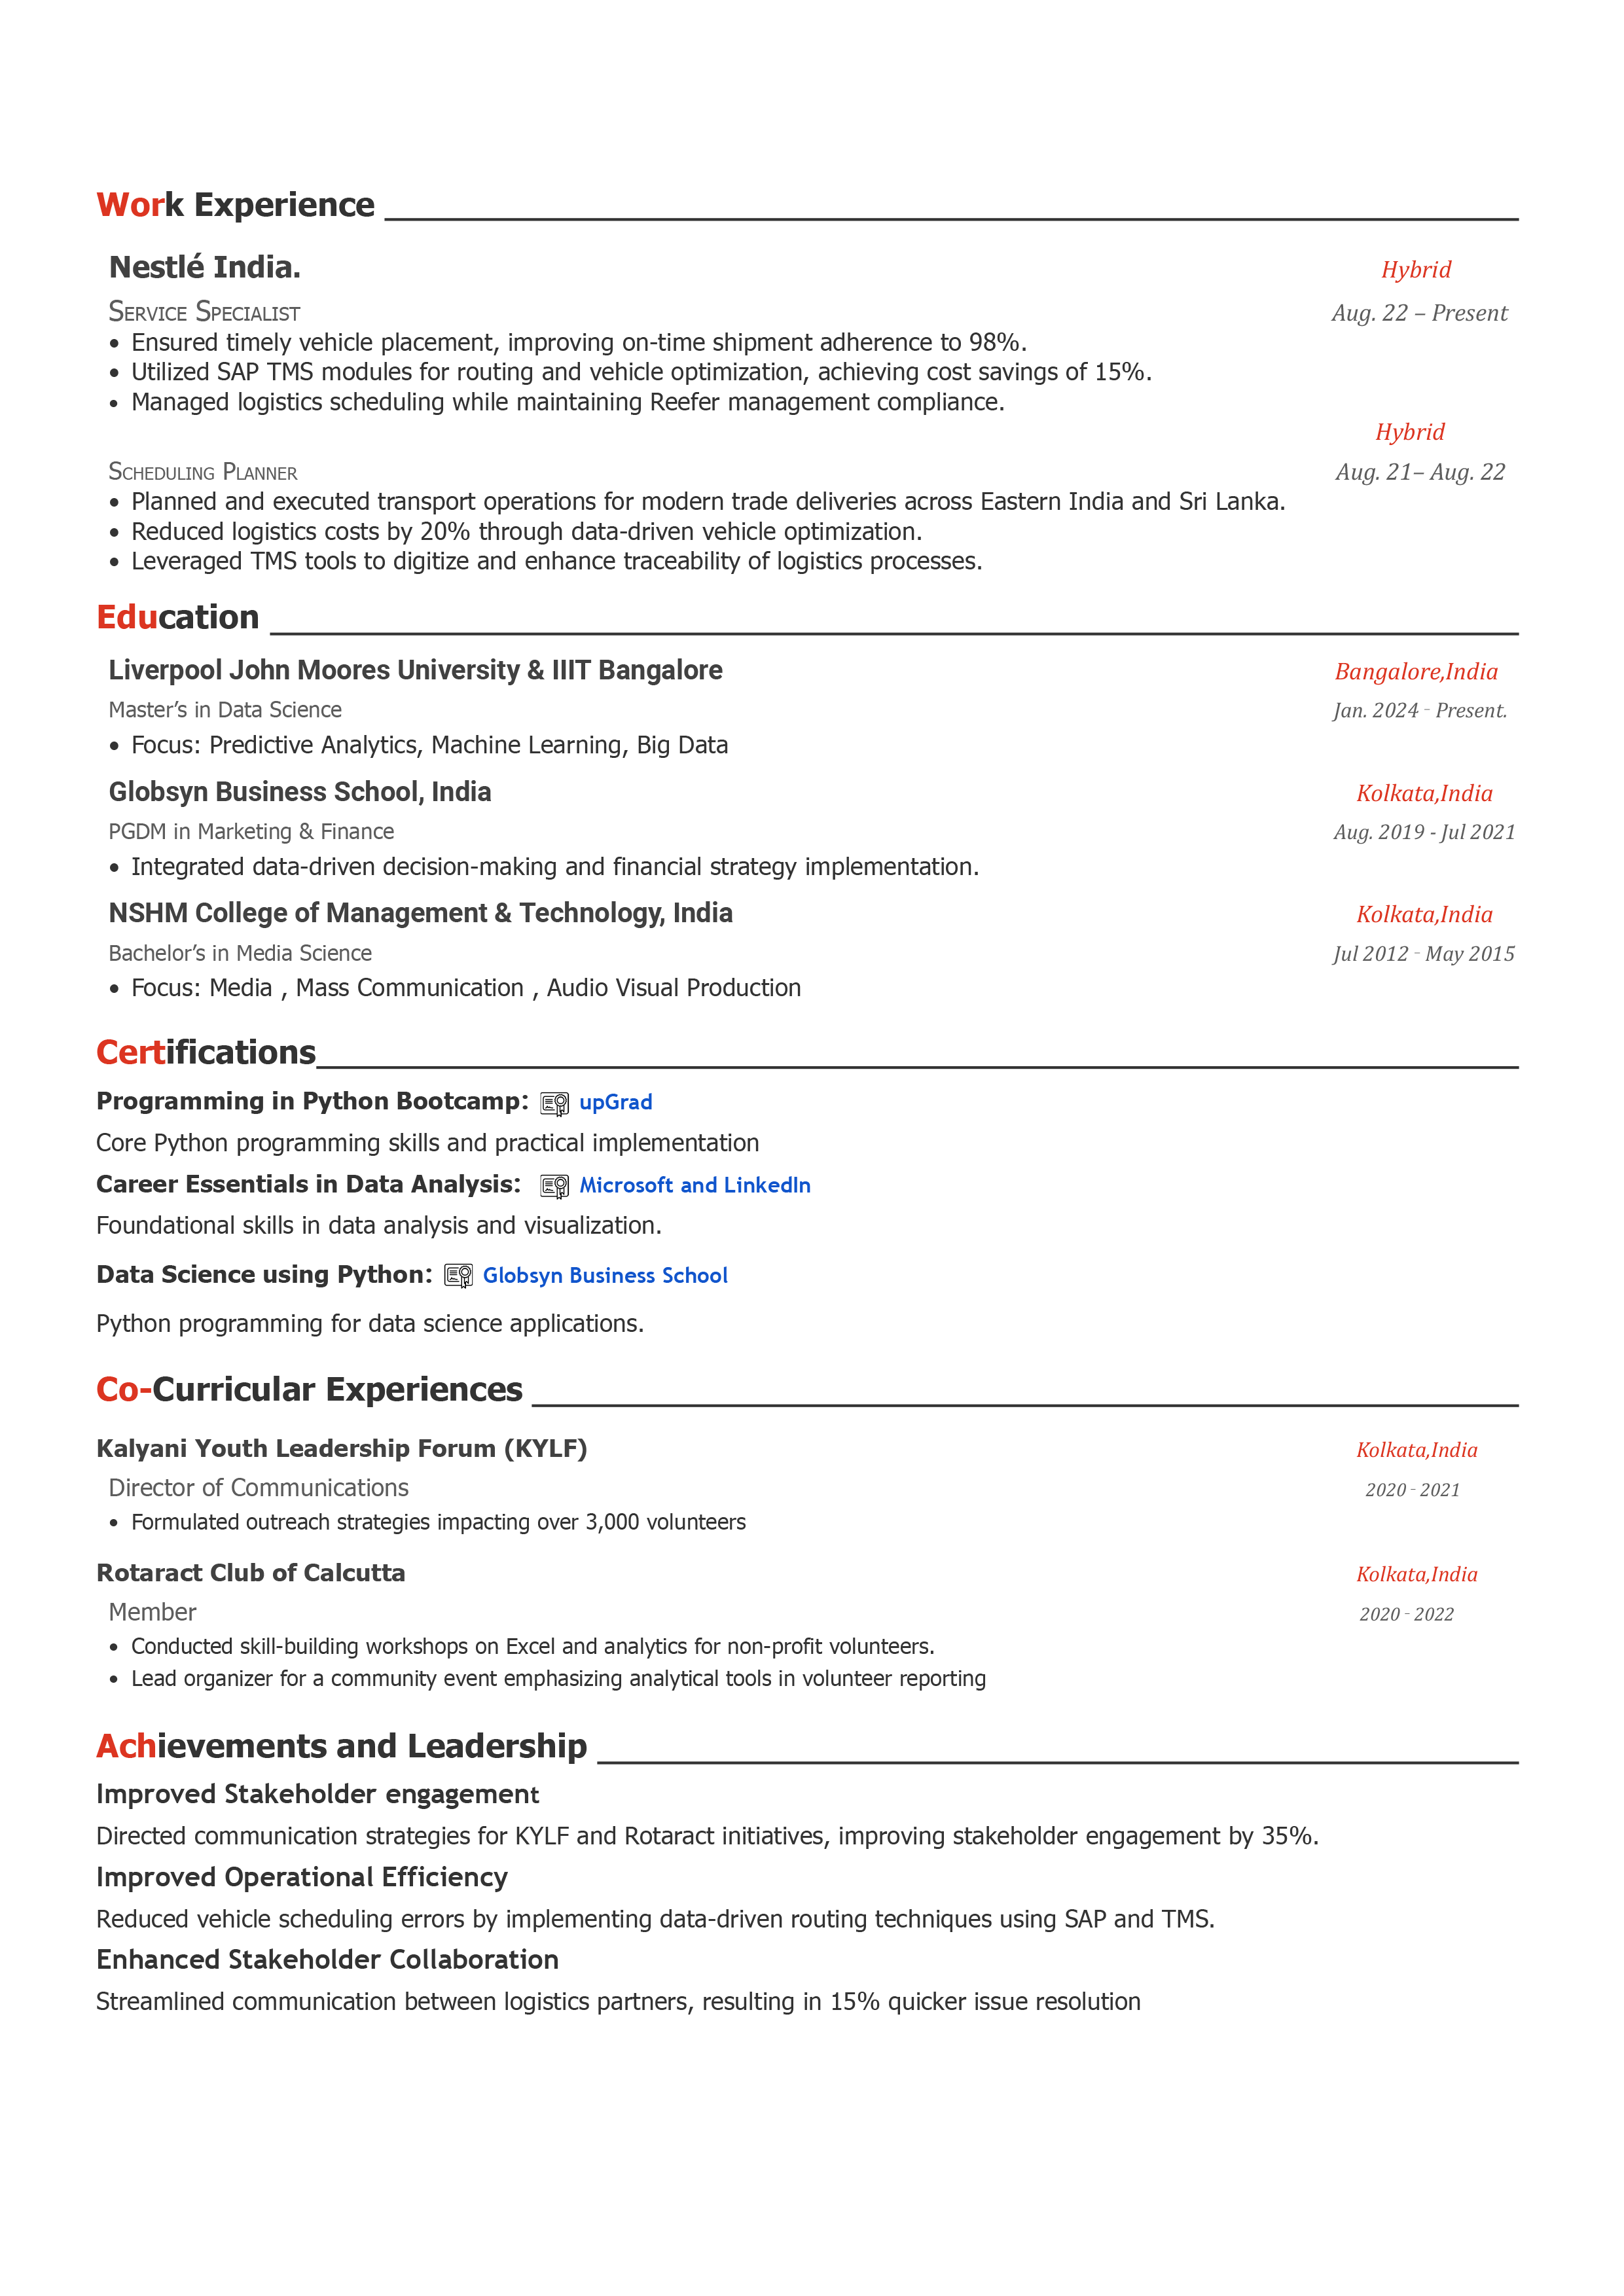 Work Experience
Nestlé India. Hybrid
Service Specialist Aug. 22 – Present
• Ensured timely vehicle placement, improving on-time shipment adherence to 98%.
• Utilized SAP TMS modules for routing and vehicle optimization, achieving cost savings of 15%.
• Managed logistics scheduling while maintaining Reefer management compliance.
Hybrid
Scheduling Planner Aug. 21– Aug. 22
• Planned and executed transport operations for modern trade deliveries across Eastern India and Sri Lanka.
• Reduced logistics costs by 20% through data-driven vehicle optimization.
• Leveraged TMS tools to digitize and enhance traceability of logistics processes.
Education
Liverpool John Moores University & IIIT Bangalore Bangalore,India
Master’s in Data Science Jan. 2024 - Present.
• Focus: Predictive Analytics, Machine Learning, Big Data
Globsyn Business School, India Kolkata,India
PGDM in Marketing & Finance Aug. 2019 - Jul 2021
• Integrated data-driven decision-making and financial strategy implementation.
NSHM College of Management & Technology, India Kolkata,India
Bachelor’s in Media Science Jul 2012 - May 2015
• Focus: Media , Mass Communication , Audio Visual Production
Certifications
Programming in Python Bootcamp: upGrad
Core Python programming skills and practical implementation
Career Essentials in Data Analysis: Microsoft and LinkedIn
Foundational skills in data analysis and visualization.
Data Science using Python: Globsyn Business School
Python programming for data science applications.
Co-Curricular Experiences
Kalyani Youth Leadership Forum (KYLF) Kolkata,India
Director of Communications 2020 - 2021
• Formulated outreach strategies impacting over 3,000 volunteers
Rotaract Club of Calcutta Kolkata,India
Member 2020 - 2022
• Conducted skill-building workshops on Excel and analytics for non-profit volunteers.
• Lead organizer for a community event emphasizing analytical tools in volunteer reporting
Achievements and Leadership
Improved Stakeholder engagement
Directed communication strategies for KYLF and Rotaract initiatives, improving stakeholder engagement by 35%.
Improved Operational Efficiency
Reduced vehicle scheduling errors by implementing data-driven routing techniques using SAP and TMS.
Enhanced Stakeholder Collaboration
Streamlined communication between logistics partners, resulting in 15% quicker issue resolution